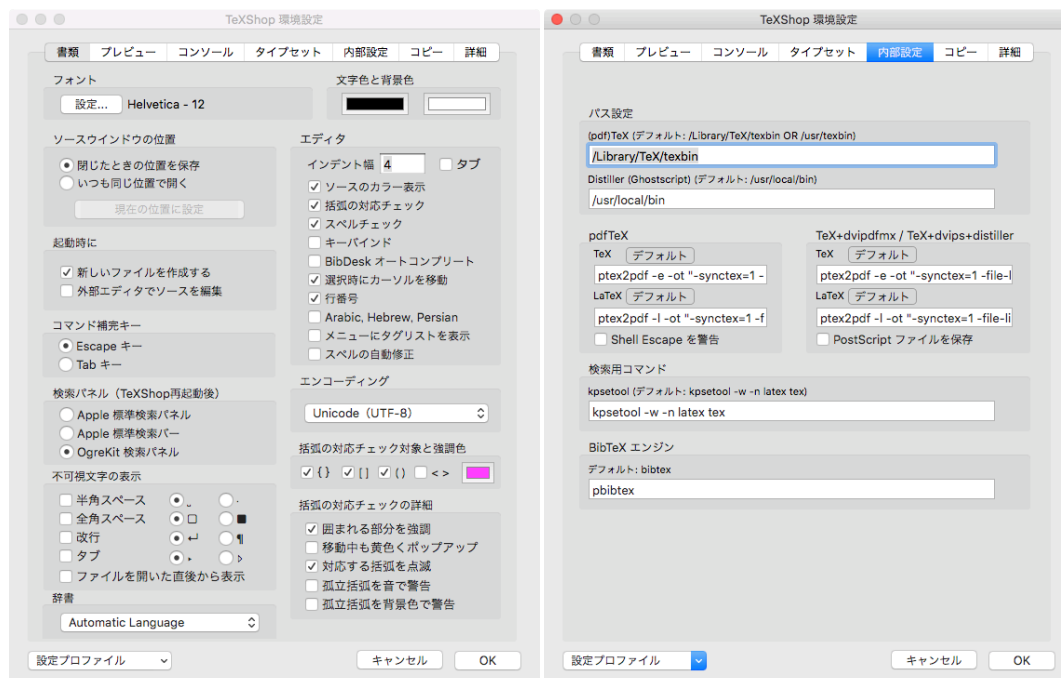 TeXShop 環境設定
書類 プレビュー コンソール タイプセット 内部設定 コピー 詳細
フォント
設定... Helvetica - 12
文字色と背景色
ソースウインドウの位置
閉じたときの位置を保存
いつも同じ位置で開く
現在の位置に設定
起動時に
新しいファイルを作成する
外部エディタでソースを編集
コマンド補完キー
Escape キー
Tab キー
検索パネル（TeXShop再起動後）
Apple 標準検索パネル
Apple 標準検索バー
OgreKit 検索パネル
不可視文字の表示
半角スペース ␣ ·
全角スペース □ ■
改行 ↵ ¶
タブ
ファイルを開いた直後から表示
辞書
Automatic Language
エディタ
インデント幅 4 タブ
ソースのカラー表示
括弧の対応チェック
スペルチェック
キーバインド
BibDesk オートコンプリート
選択時にカーソルを移動
行番号
Arabic, Hebrew, Persian
メニューにタグリストを表示
スペルの自動修正
エンコーディング
Unicode（UTF-8）
括弧の対応チェック対象と強調色
{} [] () <>
括弧の対応チェックの詳細
囲まれる部分を強調
移動中も黄色くポップアップ
対応する括弧を点滅
孤立括弧を音で警告
孤立括弧を背景色で警告
設定プロファイル キャンセル OK
TeXShop 環境設定
書類 プレビュー コンソール タイプセット 内部設定 コピー 詳細
パス設定
(pdf)TeX (デフォルト: /Library/TeX/texbin OR /usr/texbin)
/Library/TeX/texbin
Distiller (Ghostscript) (デフォルト: /usr/local/bin)
/usr/local/bin
pdfTeX
TeX デフォルト
ptex2pdf -e -ot "-synctex=1 -
LaTeX デフォルト
ptex2pdf -l -ot "-synctex=1 -f
Shell Escape を警告
TeX+dvipdfmx / TeX+dvips+distiller
TeX デフォルト
ptex2pdf -e -ot "-synctex=1 -file-l
LaTeX デフォルト
ptex2pdf -l -ot "-synctex=1 -file-li
PostScript ファイルを保存
検索用コマンド
kpsetool (デフォルト: kpsetool -w -n latex tex)
kpsetool -w -n latex tex
BibTeX エンジン
デフォルト: bibtex
pbibtex
設定プロファイル キャンセル OK